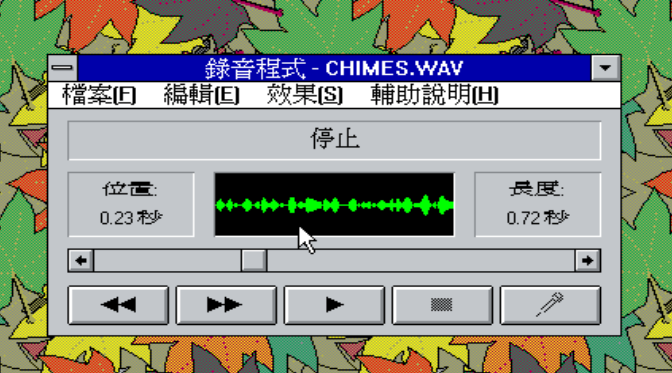 錄音程式 - CHIMES.WAV
檔案(F) 編輯(E) 效果(S) 輔助說明(H)
停止
位置:
0.23 秒
長度:
0.72 秒